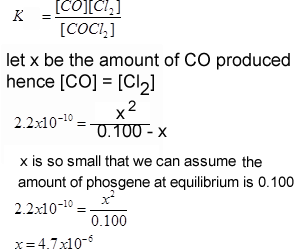 K = [CO][Cl₂] / [COCl₂]
let x be the amount of CO produced
hence [CO] = [Cl₂]
2.2x10⁻¹⁰ = x² / 0.100 - x
x is so small that we can assume the
amount of phosgene at equilibrium is 0.100
2.2x10⁻¹⁰ = x² / 0.100
x = 4.7x10⁻⁶